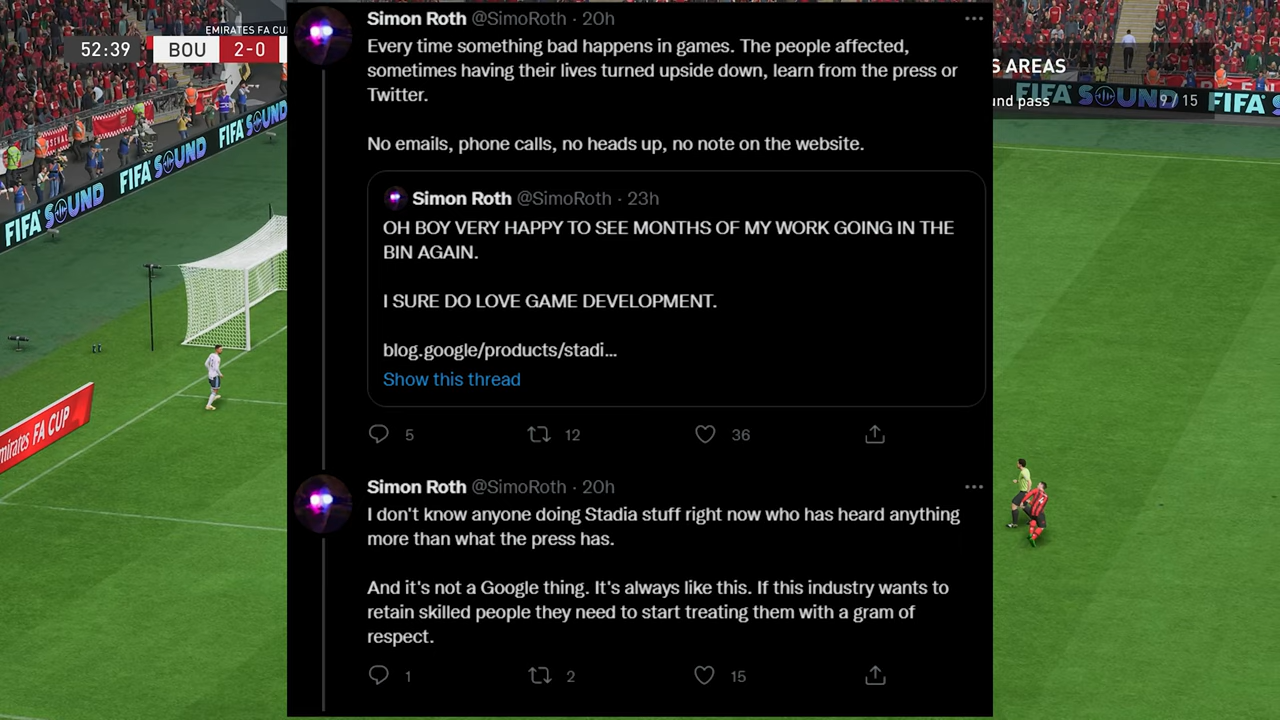 EMIRATES FA CU
52:39 BOU 2-0
FIFA SOUND FIFA SOUND FIFA SOUND
Emirates FA CUP
Simon Roth @SimoRoth · 20h
Every time something bad happens in games. The people affected,
sometimes having their lives turned upside down, learn from the press or
Twitter.
No emails, phone calls, no heads up, no note on the website.
Simon Roth @SimoRoth · 23h
OH BOY VERY HAPPY TO SEE MONTHS OF MY WORK GOING IN THE
BIN AGAIN.
I SURE DO LOVE GAME DEVELOPMENT.
blog.google/products/stadi...
Show this thread
5 12 36
Simon Roth @SimoRoth · 20h
I don't know anyone doing Stadia stuff right now who has heard anything
more than what the press has.
And it's not a Google thing. It's always like this. If this industry wants to
retain skilled people they need to start treating them with a gram of
respect.
1 2 15
S AREAS
und pass 9 / 15
FIFA SOUND FIFA S